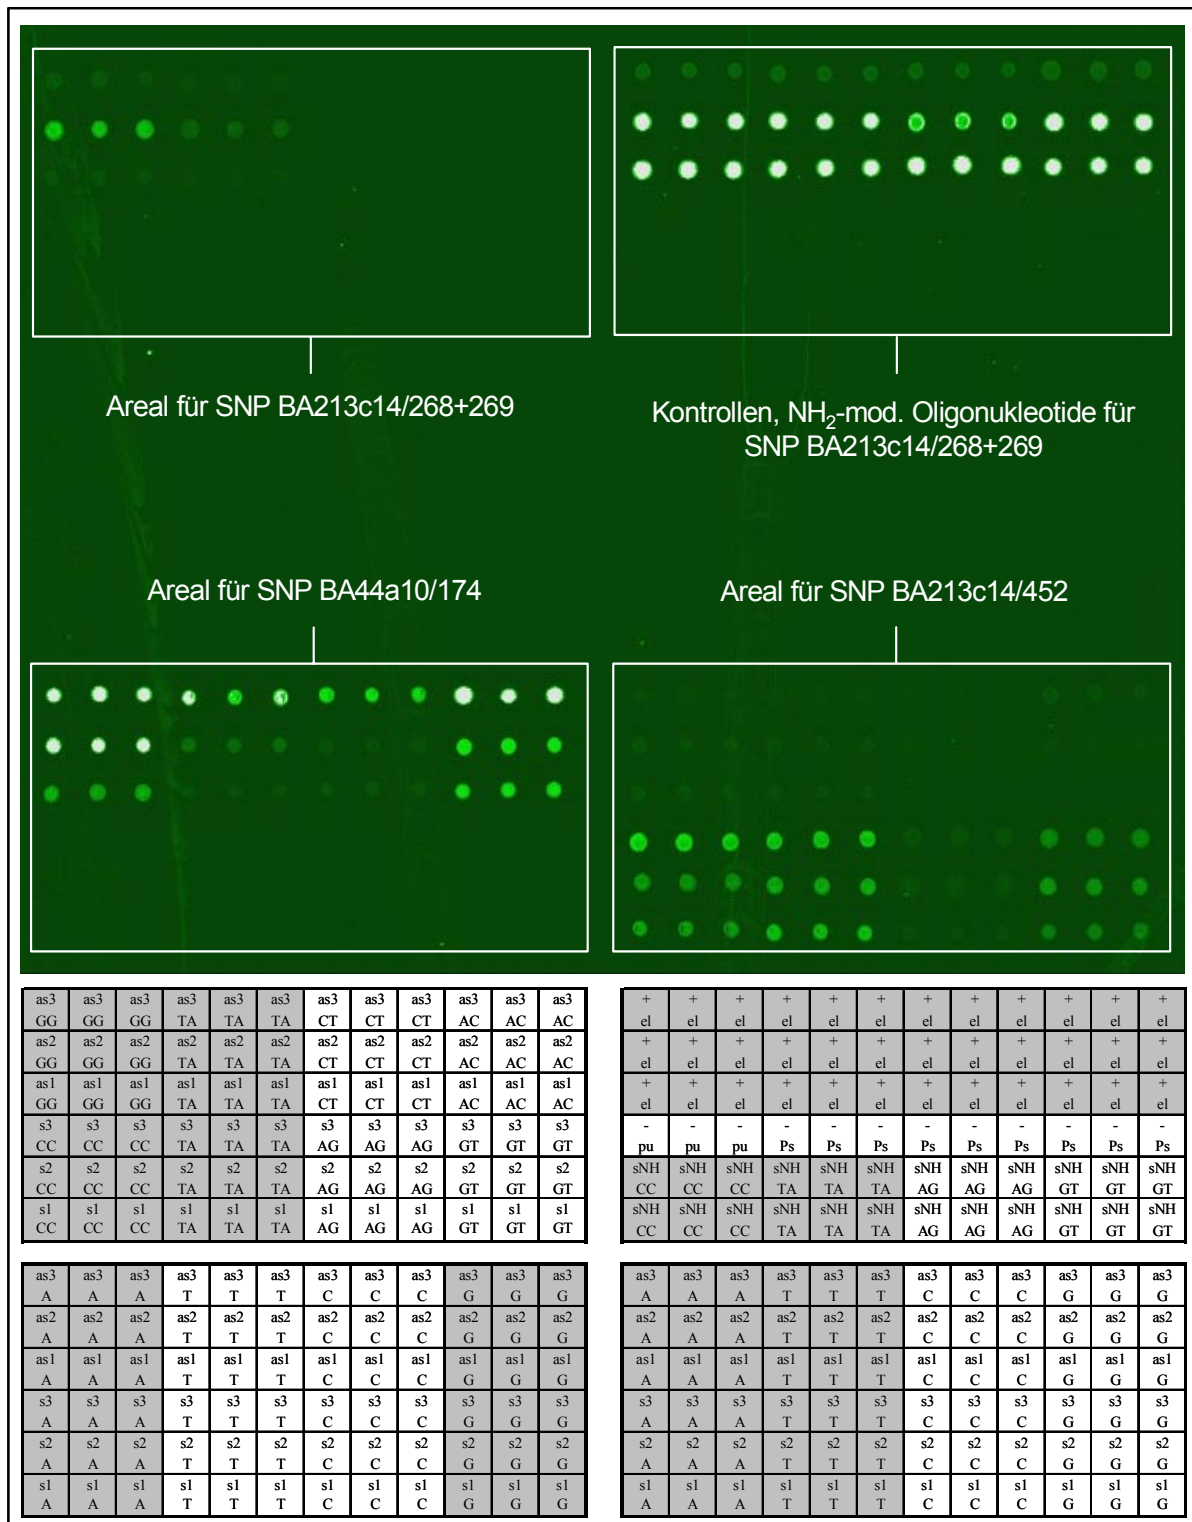 Areal für SNP BA213c14/268+269
Kontrollen, NH₂-mod. Oligonukleotide für
SNP BA213c14/268+269
Areal für SNP BA44a10/174
Areal für SNP BA213c14/452
as3 as3 as3 as3 as3 as3 as3 as3 as3 as3 as3 as3
GG GG GG TA TA TA CT CT CT AC AC AC
as2 as2 as2 as2 as2 as2 as2 as2 as2 as2 as2 as2
GG GG GG TA TA TA CT CT CT AC AC AC
as1 as1 as1 as1 as1 as1 as1 as1 as1 as1 as1 as1
GG GG GG TA TA TA CT CT CT AC AC AC
s3 s3 s3 s3 s3 s3 s3 s3 s3 s3 s3 s3
CC CC CC TA TA TA AG AG AG GT GT GT
s2 s2 s2 s2 s2 s2 s2 s2 s2 s2 s2 s2
CC CC CC TA TA TA AG AG AG GT GT GT
s1 s1 s1 s1 s1 s1 s1 s1 s1 s1 s1 s1
CC CC CC TA TA TA AG AG AG GT GT GT
+ + + + + + + + + + + +
el el el el el el el el el el el el
+ + + + + + + + + + + +
el el el el el el el el el el el el
+ + + + + + + + + + + +
el el el el el el el el el el el el
- - - - - - - - - - - -
pu pu pu Ps Ps Ps Ps Ps Ps Ps Ps Ps
sNH sNH sNH sNH sNH sNH sNH sNH sNH sNH sNH sNH
CC CC CC TA TA TA AG AG AG GT GT GT
sNH sNH sNH sNH sNH sNH sNH sNH sNH sNH sNH sNH
CC CC CC TA TA TA AG AG AG GT GT GT
as3 as3 as3 as3 as3 as3 as3 as3 as3 as3 as3 as3
A A A T T T C C C G G G
as2 as2 as2 as2 as2 as2 as2 as2 as2 as2 as2 as2
A A A T T T C C C G G G
as1 as1 as1 as1 as1 as1 as1 as1 as1 as1 as1 as1
A A A T T T C C C G G G
s3 s3 s3 s3 s3 s3 s3 s3 s3 s3 s3 s3
A A A T T T C C C G G G
s2 s2 s2 s2 s2 s2 s2 s2 s2 s2 s2 s2
A A A T T T C C C G G G
s1 s1 s1 s1 s1 s1 s1 s1 s1 s1 s1 s1
A A A T T T C C C G G G
as3 as3 as3 as3 as3 as3 as3 as3 as3 as3 as3 as3
A A A T T T C C C G G G
as2 as2 as2 as2 as2 as2 as2 as2 as2 as2 as2 as2
A A A T T T C C C G G G
as1 as1 as1 as1 as1 as1 as1 as1 as1 as1 as1 as1
A A A T T T C C C G G G
s3 s3 s3 s3 s3 s3 s3 s3 s3 s3 s3 s3
A A A T T T C C C G G G
s2 s2 s2 s2 s2 s2 s2 s2 s2 s2 s2 s2
A A A T T T C C C G G G
s1 s1 s1 s1 s1 s1 s1 s1 s1 s1 s1 s1
A A A T T T C C C G G G